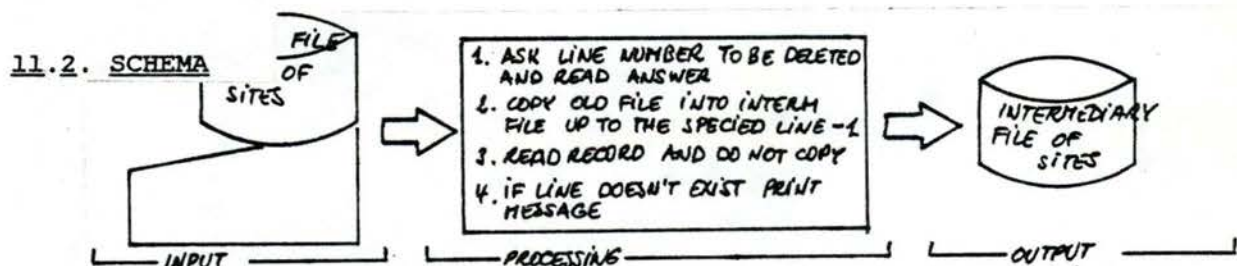 11.2. SCHEMA
FILE
OF
SITES
1. ASK LINE NUMBER TO BE DELETED
AND READ ANSWER
2. COPY OLD FILE INTO INTERM
FILE UP TO THE SPECIED LINE-1
3. READ RECORD AND DO NOT COPY
4. IF LINE DOESN'T EXIST PRINT
MESSAGE
INTERMEDIARY
FILE OF
SITES
INPUT
PROCESSING
OUTPUT